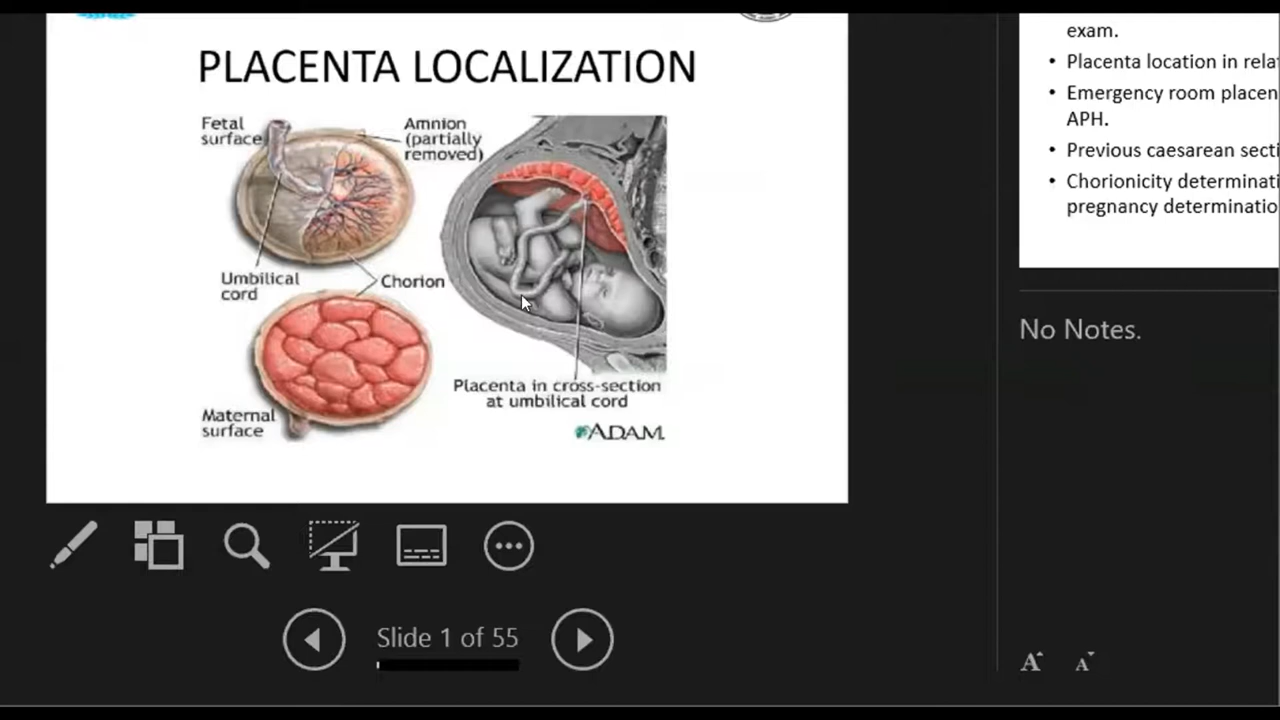 PLACENTA LOCALIZATION
Fetal
surface
Amnion
(partially
removed)
Umbilical
cord
Chorion
Maternal
surface
Placenta in cross-section
at umbilical cord
ADAM.
Slide 1 of 55
exam.
• Placenta location in rela
• Emergency room placen
APH.
• Previous caesarean secti
• Chorionicity determinati
pregnancy determinatio
No Notes.
A A